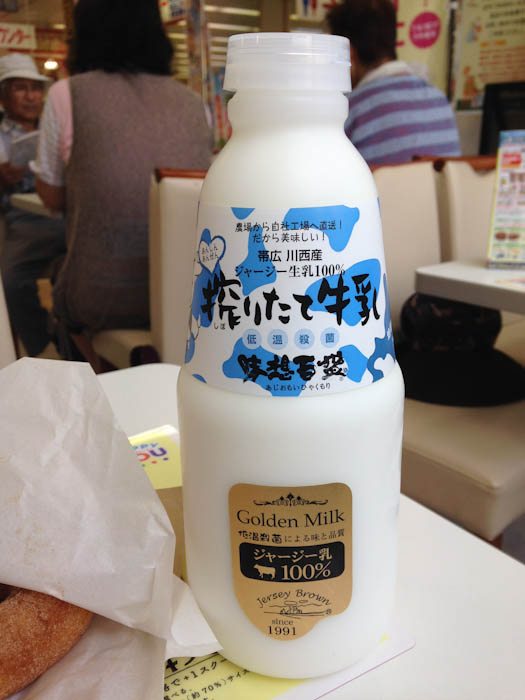 農場から自社工場へ直送！
だから美味しい！
帯広 川西産
ジャージー生乳100%
搾りたて牛乳
しぼ
低温殺菌
味想百盛
あじおもいひゃくもり
Golden Milk
低温殺菌による味と品質
ジャージー乳
100%
Jersey Brown
since
1991